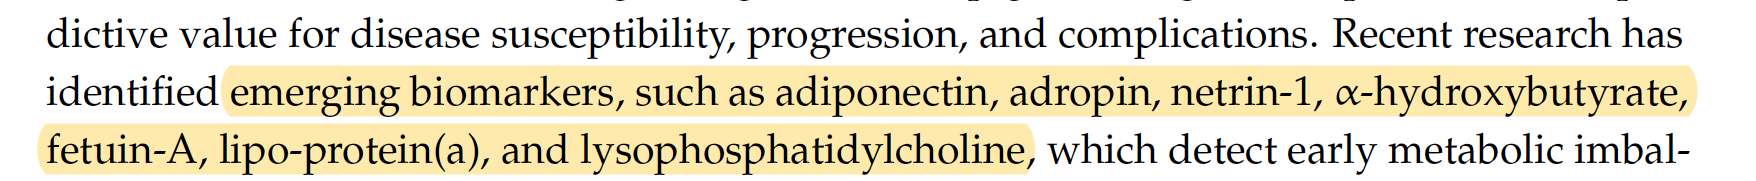 dictive value for disease susceptibility, progression, and complications. Recent research has
identified emerging biomarkers, such as adiponectin, adropin, netrin-1, α-hydroxybutyrate,
fetuin-A, lipo-protein(a), and lysophosphatidylcholine, which detect early metabolic imbal-